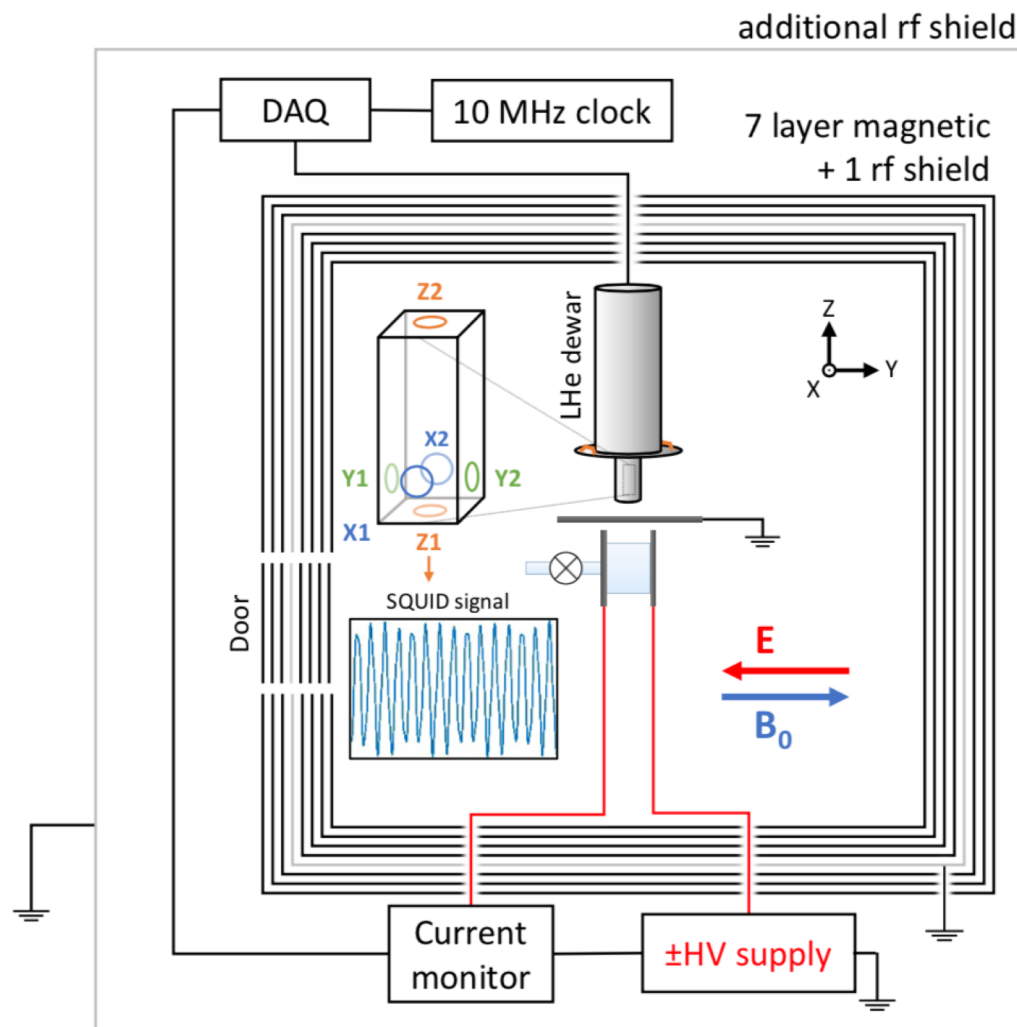 additional rf shield
DAQ
10 MHz clock
7 layer magnetic
+ 1 rf shield
Z2
LHe dewar
Z
X
Y
X2
Y1
Y2
X1
Z1
SQUID signal
Door
E
B0
Current
monitor
±HV supply